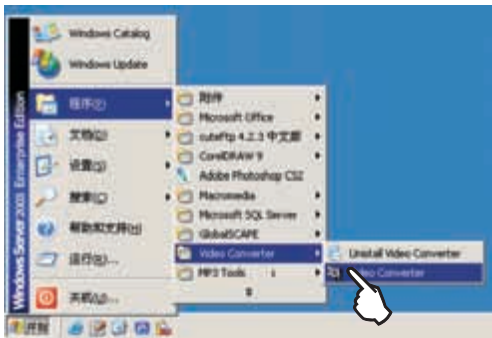 Windows Catalog
Windows Update
程序(P)
文档(D)
设置(S)
搜索(C)
帮助和支持(H)
运行(R)...
关机(U)...
Windows Server 2003 Enterprise Edition
开始
附件
Microsoft Office
cuteFtp 4.2.3 中文版
CorelDRAW 9
Adobe Photoshop CS2
Macromedia
Microsoft SQL Server
GlobalSCAPE
Video Converter
MP3 Tools
Unistall Video Converter
Video Converter